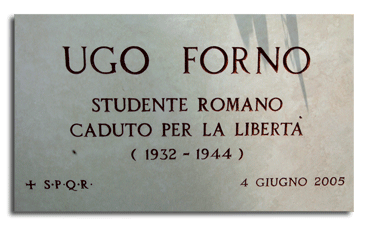 UGO FORNO
STUDENTE ROMANO
CADUTO PER LA LIBERTÀ
( 1932 - 1944 )
✝ S·P·Q·R·
4 GIUGNO 2005